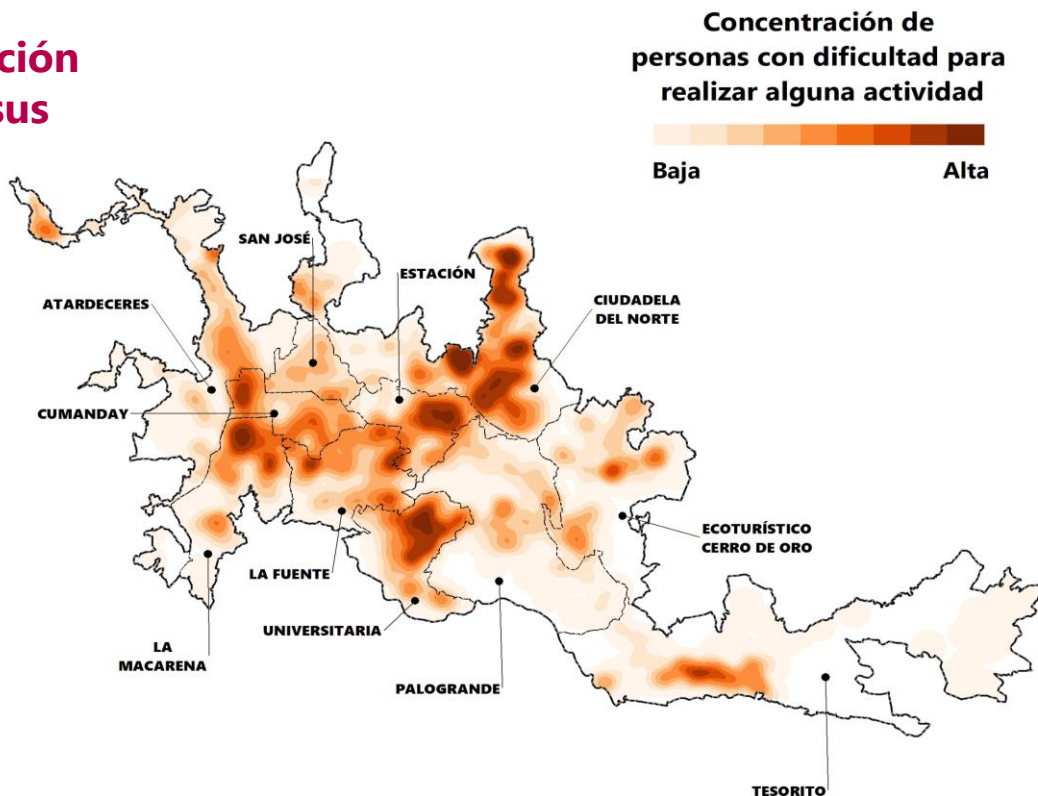 ción
sus
Concentración de
personas con dificultad para
realizar alguna actividad
Baja
Alta
SAN JOSÉ
ESTACIÓN
ATARDECERES
CIUDADELA
DEL NORTE
CUMANDAY
ECOTURÍSTICO
CERRO DE ORO
LA FUENTE
UNIVERSITARIA
LA
MACARENA
PALOGRANDE
TESORITO